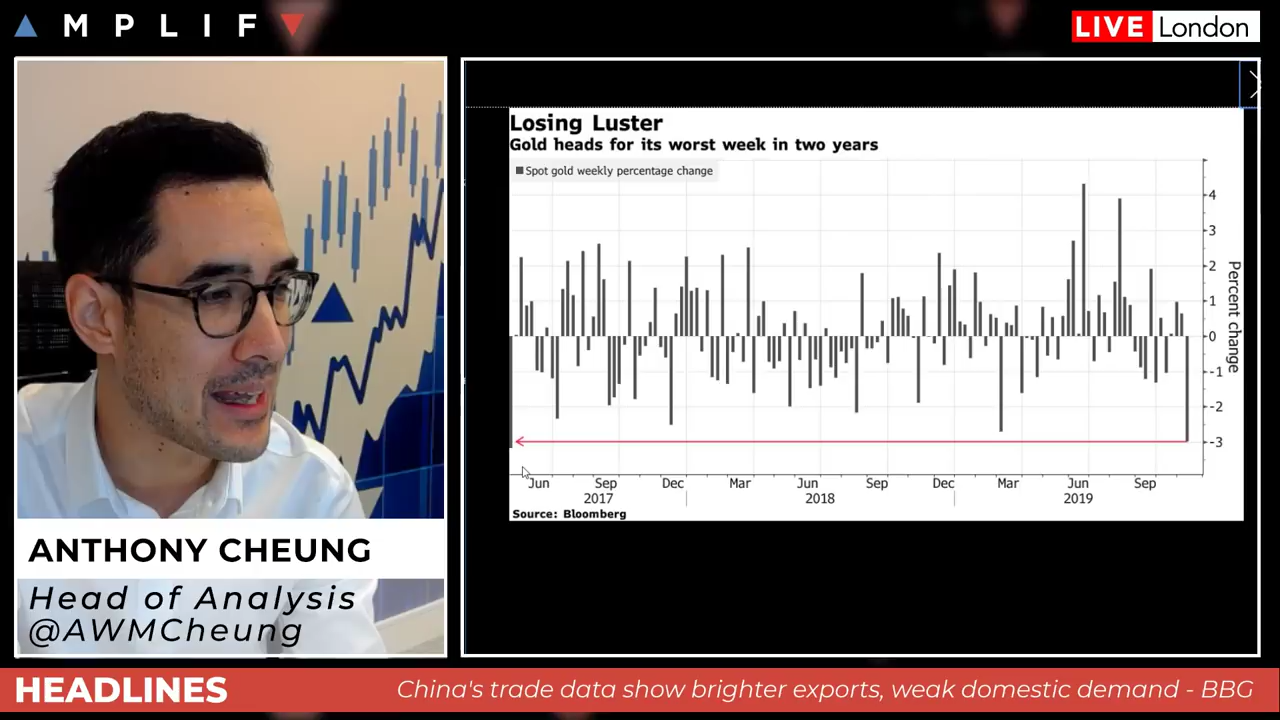 AMPLIFY
LIVE London
Losing Luster
Gold heads for its worst week in two years
Spot gold weekly percentage change
4
3
2
1
0
-1
-2
-3
Percent change
Jun Sep Dec Mar Jun Sep Dec Mar Jun Sep
2017 2018 2019
Source: Bloomberg
ANTHONY CHEUNG
Head of Analysis
@AWMCheung
HEADLINES China's trade data show brighter exports, weak domestic demand - BBG